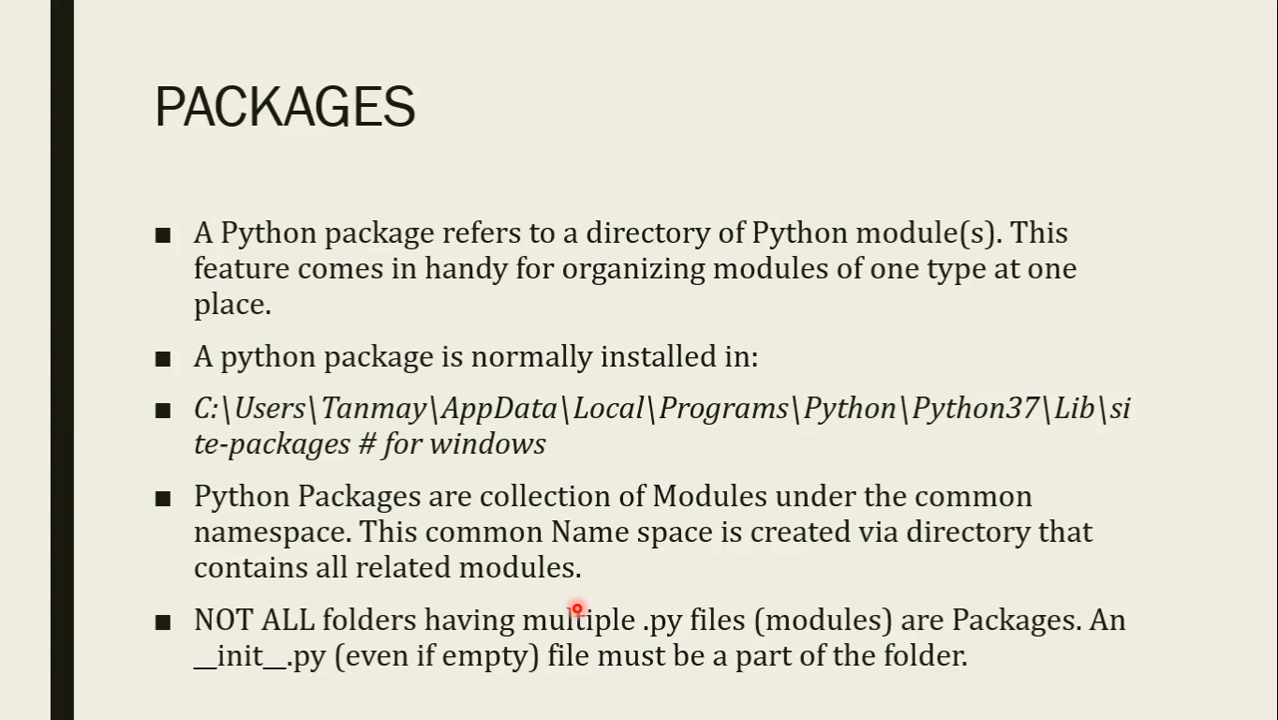 PACKAGES
■ A Python package refers to a directory of Python module(s). This
feature comes in handy for organizing modules of one type at one
place.
■ A python package is normally installed in:
■ C:\Users\Tanmay\AppData\Local\Programs\Python\Python37\Lib\si
te-packages # for windows
■ Python Packages are collection of Modules under the common
namespace. This common Name space is created via directory that
contains all related modules.
■ NOT ALL folders having multiple .py files (modules) are Packages. An
__init__.py (even if empty) file must be a part of the folder.